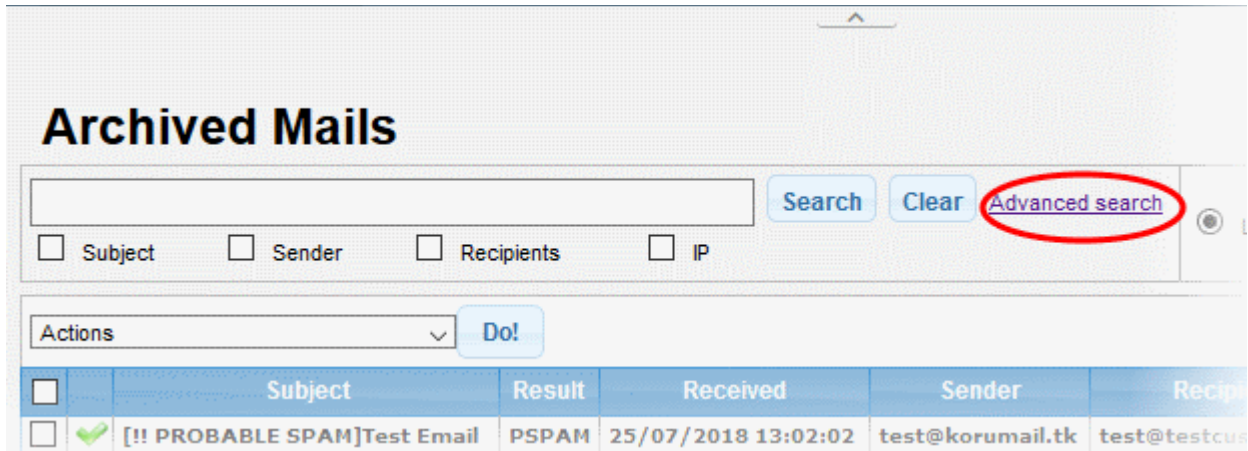 Archived Mails
Search Clear Advanced search
Subject Sender Recipients IP
Actions Do!
Subject Result Received Sender
[!! PROBABLE SPAM]Test Email PSPAM 25/07/2018 13:02:02 test@korumail.tk